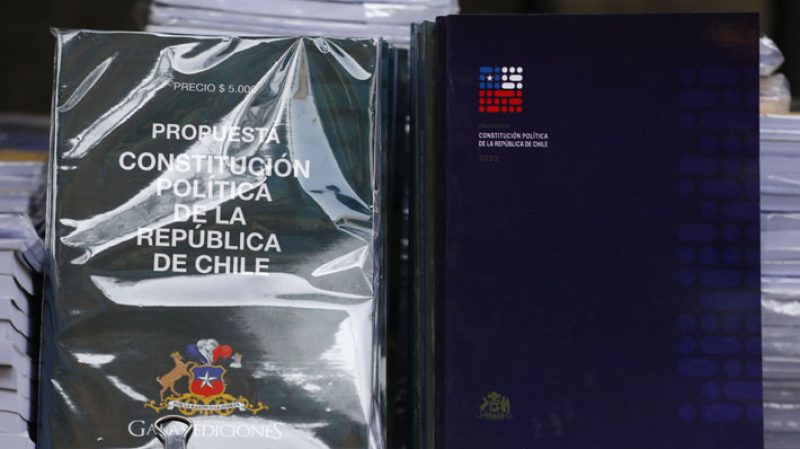 PRECIO $ 5.000
PROPUESTA
CONSTITUCIÓN
POLÍTICA
DE LA
REPÚBLICA
DE CHILE
CONSTITUCIÓN POLÍTICA
DE LA REPÚBLICA DE CHILE
2022